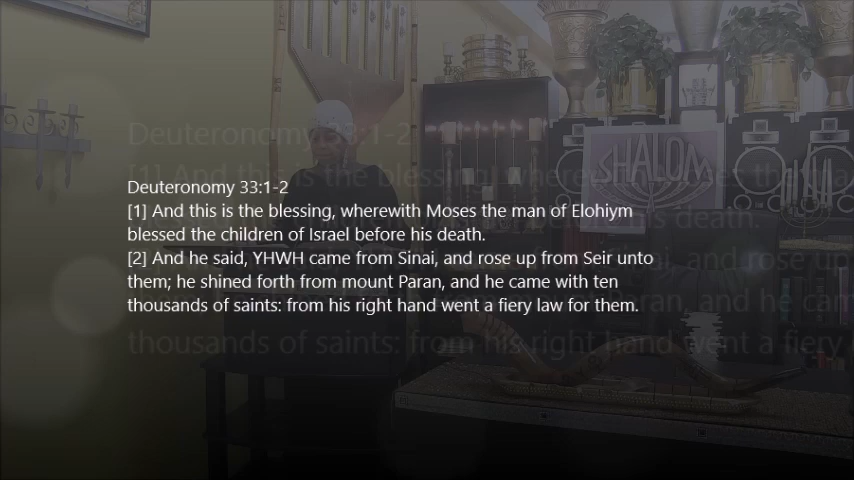 Deuteronomy 33:1-2
[1] And this is the blessing, wherewith Moses the man of Elohiym
blessed the children of Israel before his death.
[2] And he said, YHWH came from Sinai, and rose up from Seir unto
them; he shined forth from mount Paran, and he came with ten
thousands of saints: from his right hand went a fiery law for them.
SHALOM